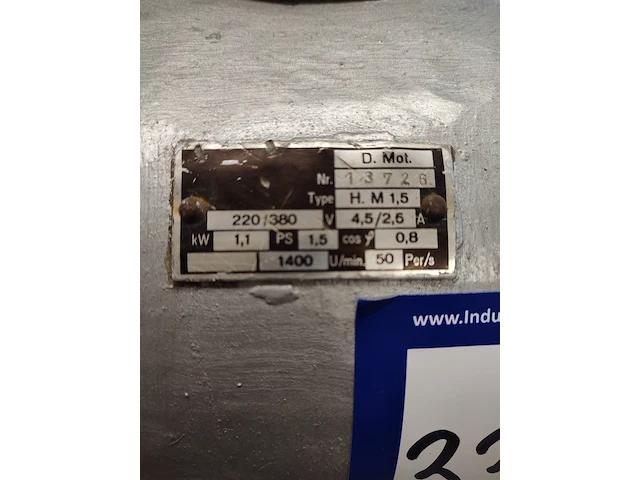 D. Mot.
Nr. 13726
Type H. M 1,5
220/380 V 4,5/2,6 A
kW 1,1 PS 1,5 cos φ 0,8
1400 U/min. 50 Per/s
www.Indu
33